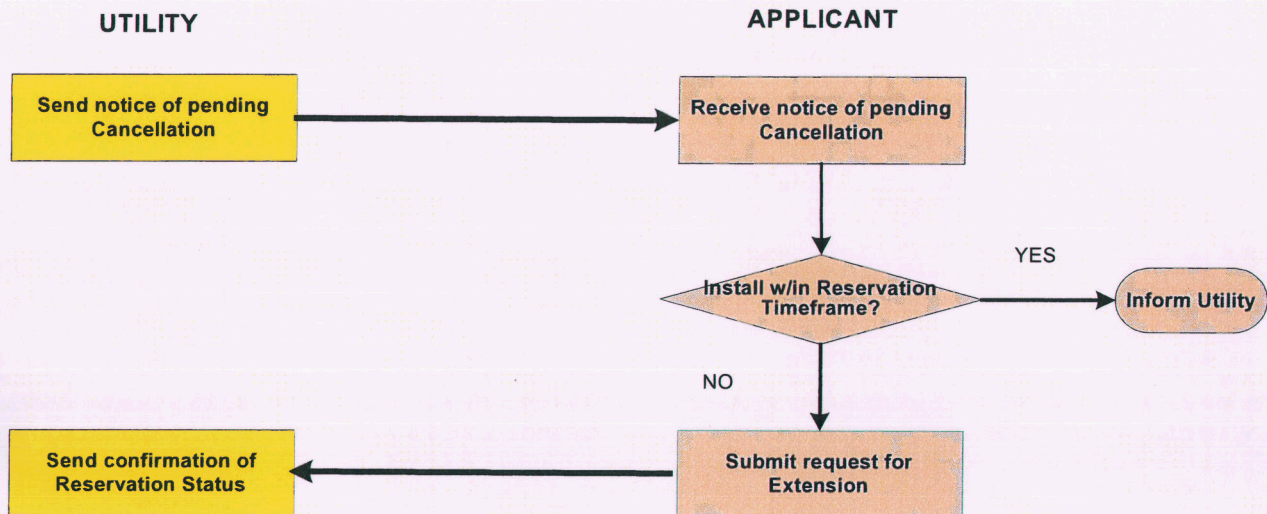 UTILITY
APPLICANT
Send notice of pending
Cancellation
Receive notice of pending
Cancellation
Install w/in Reservation
Timeframe?
YES
Inform Utility
NO
Submit request for
Extension
Send confirmation of
Reservation Status